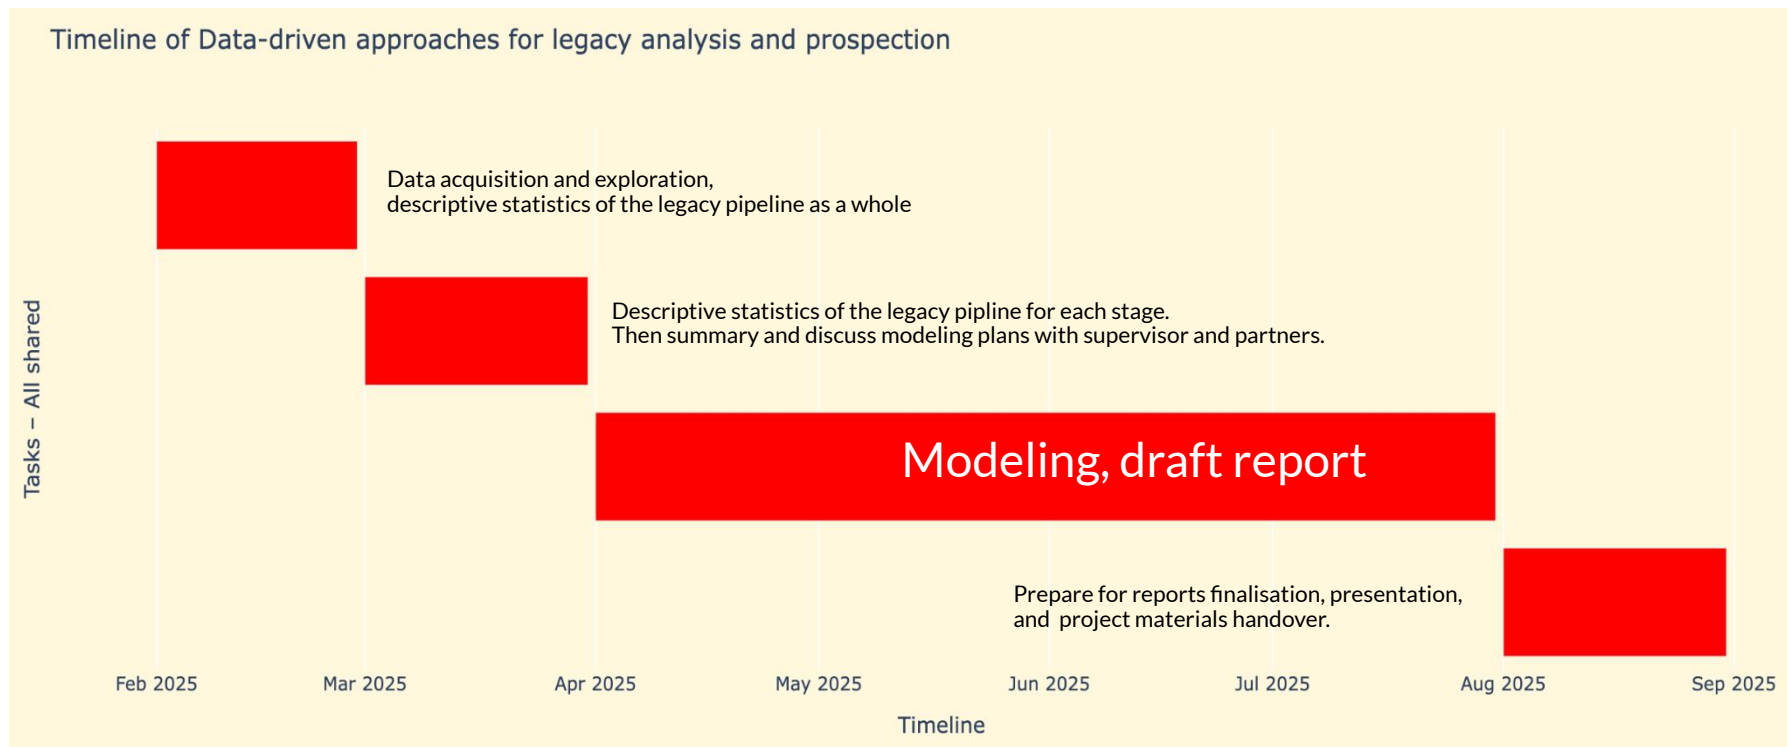 Timeline of Data-driven approaches for legacy analysis and prospection
Data acquisition and exploration,
descriptive statistics of the legacy pipeline as a whole
Descriptive statistics of the legacy pipline for each stage.
Then summary and discuss modeling plans with supervisor and partners.
Tasks – All shared
Modeling, draft report
Prepare for reports finalisation, presentation,
and  project materials handover.
Feb 2025 Mar 2025 Apr 2025 May 2025 Jun 2025 Jul 2025 Aug 2025 Sep 2025
Timeline